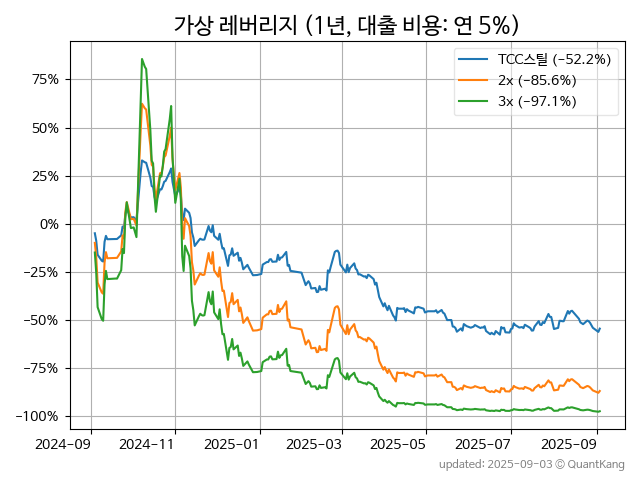 가상 레버리지 (1년, 대출 비용: 연 5%)
TCC스틸 (−52.2%)
2x (−85.6%)
3x (−97.1%)
75%
50%
25%
0%
−25%
−50%
−75%
−100%
2024-09 2024-11 2025-01 2025-03 2025-05 2025-07 2025-09
updated: 2025-09-03 © QuantKang